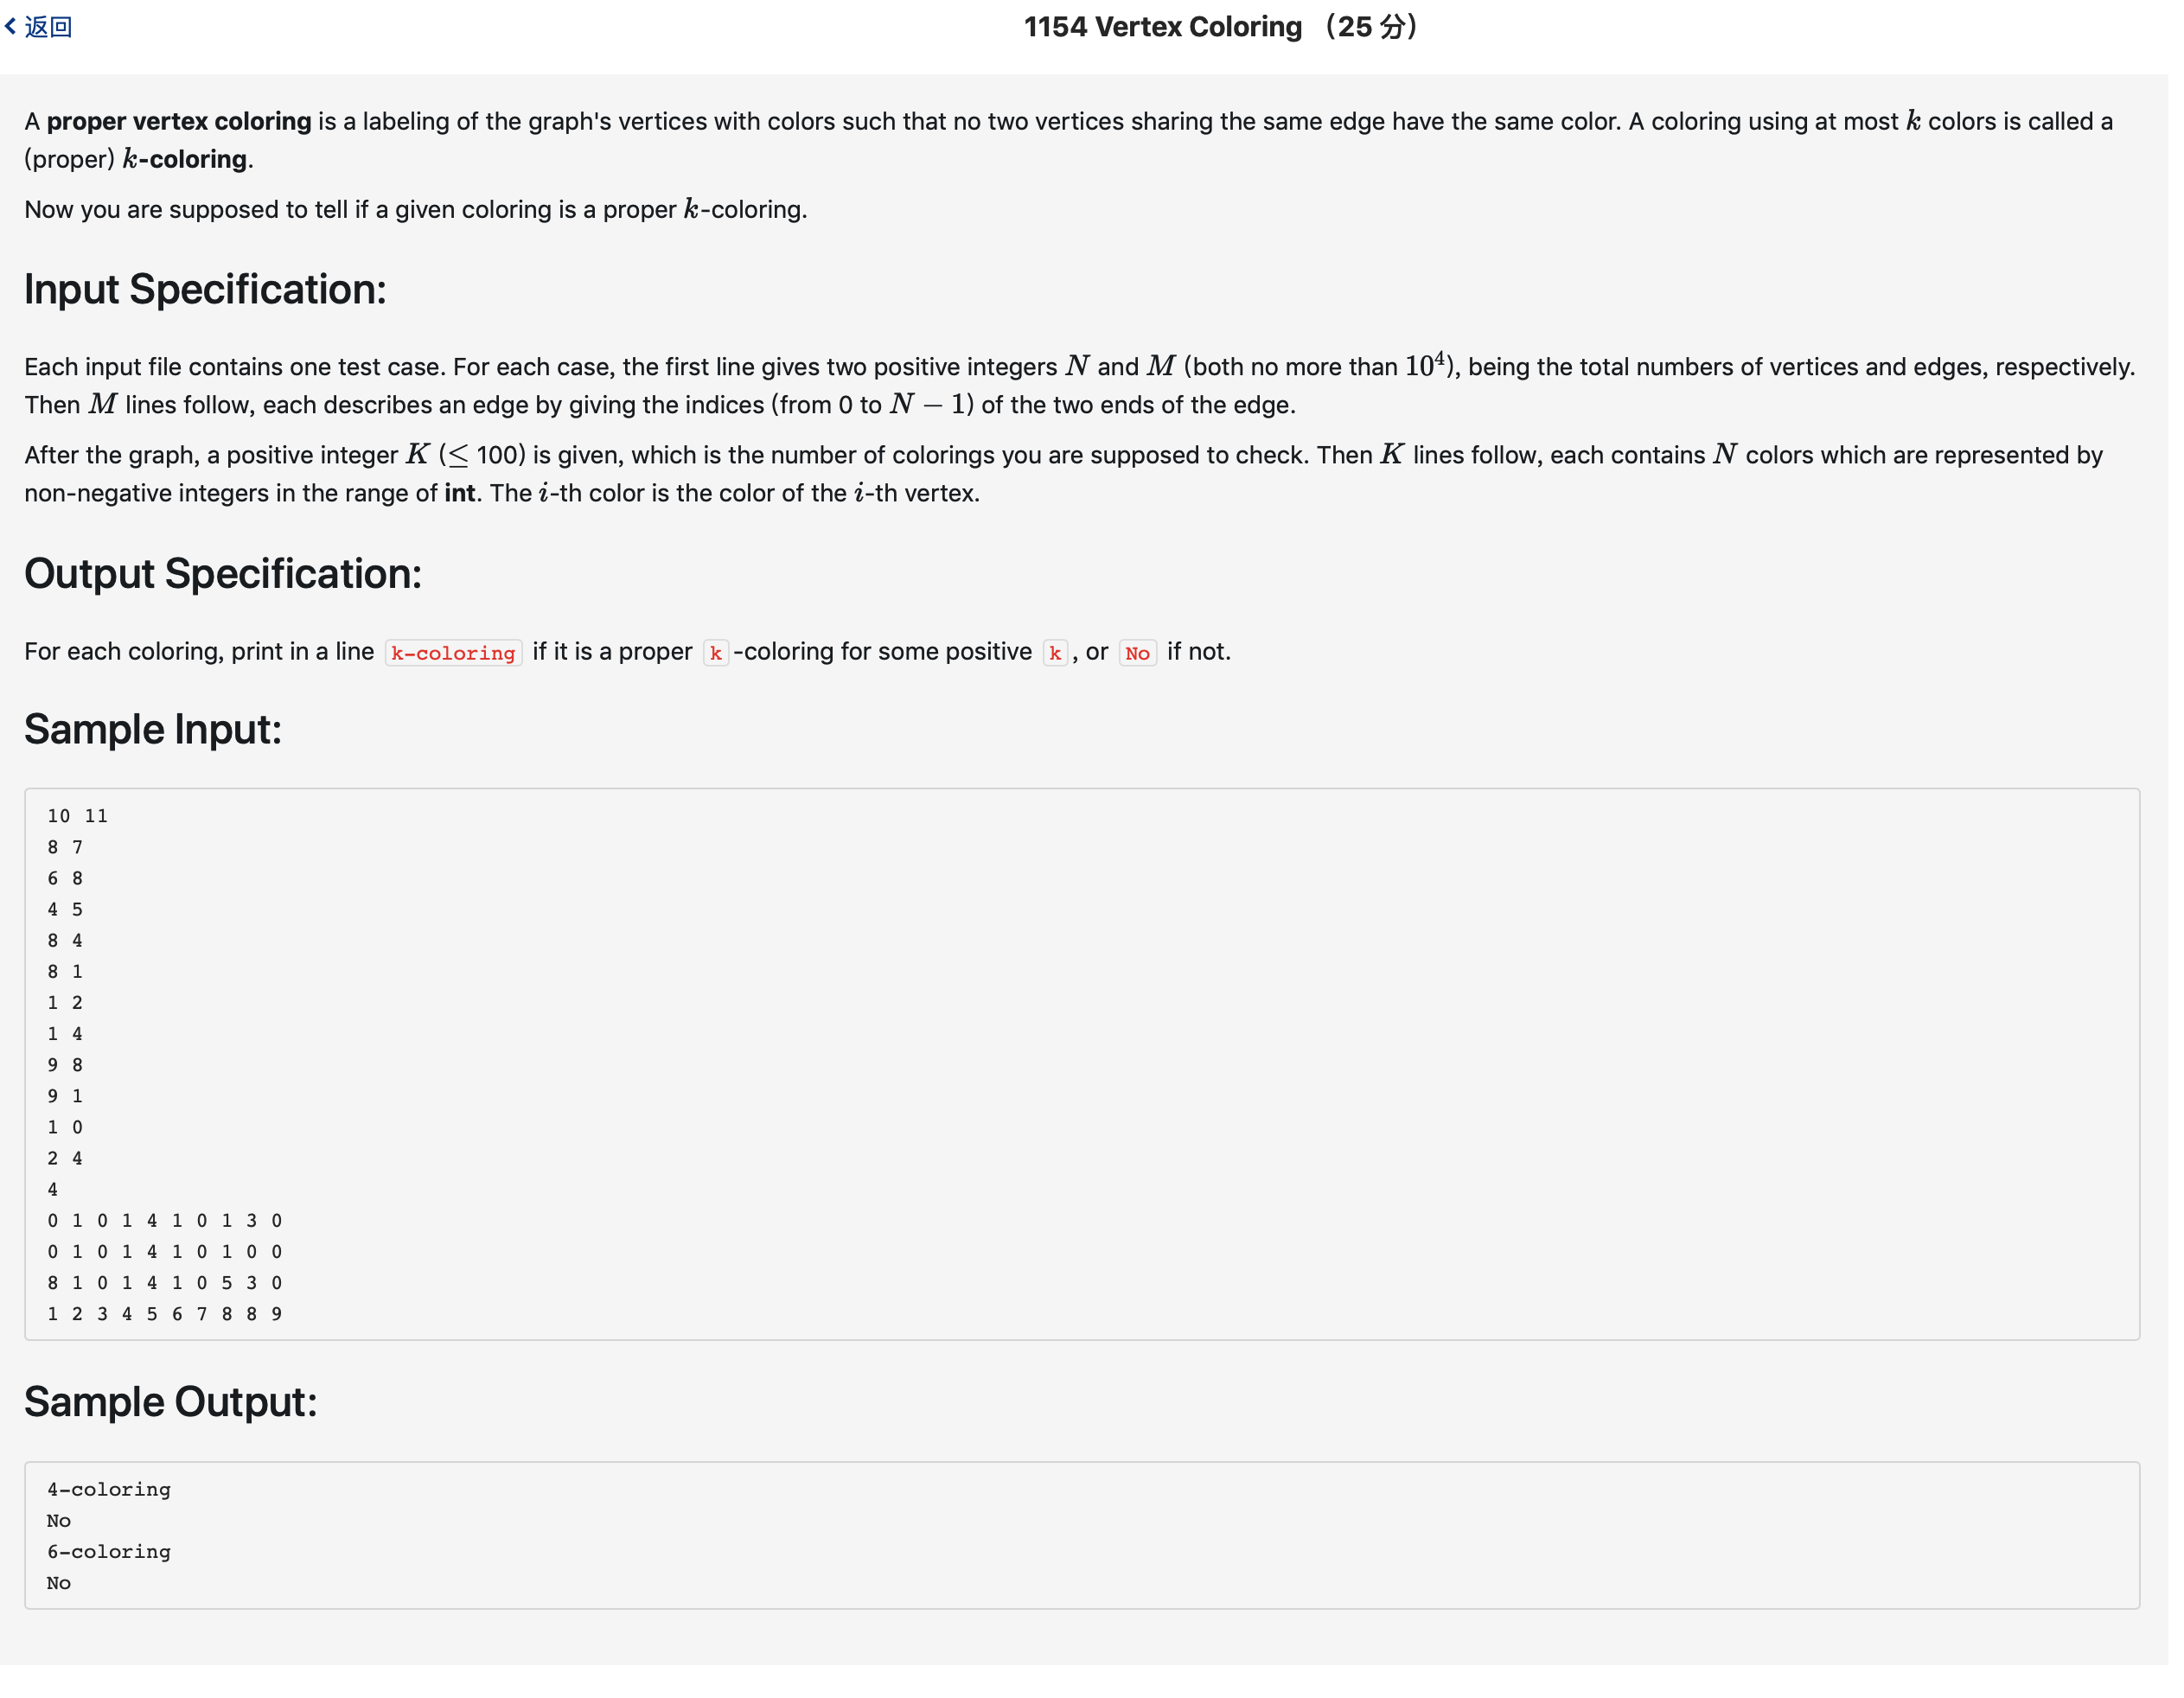 返回
1154 Vertex Coloring （25 分）
A proper vertex coloring is a labeling of the graph's vertices with colors such that no two vertices sharing the same edge have the same color. A coloring using at most k colors is called a
(proper) k-coloring.
Now you are supposed to tell if a given coloring is a proper k-coloring.
Input Specification:
Each input file contains one test case. For each case, the first line gives two positive integers N and M (both no more than 10⁴), being the total numbers of vertices and edges, respectively.
Then M lines follow, each describes an edge by giving the indices (from 0 to N − 1) of the two ends of the edge.
After the graph, a positive integer K (≤ 100) is given, which is the number of colorings you are supposed to check. Then K lines follow, each contains N colors which are represented by
non-negative integers in the range of int. The i-th color is the color of the i-th vertex.
Output Specification:
For each coloring, print in a line k-coloring if it is a proper k -coloring for some positive k , or No if not.
Sample Input:
10 11
8 7
6 8
4 5
8 4
8 1
1 2
1 4
9 8
9 1
1 0
2 4
4
0 1 0 1 4 1 0 1 3 0
0 1 0 1 4 1 0 1 0 0
8 1 0 1 4 1 0 5 3 0
1 2 3 4 5 6 7 8 8 9
Sample Output:
4-coloring
No
6-coloring
No